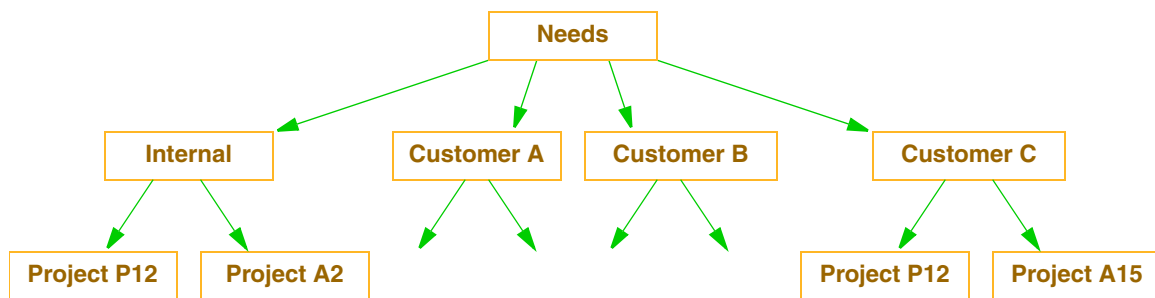 Needs
Internal
Customer A
Customer B
Customer C
Project P12
Project A2
Project P12
Project A15